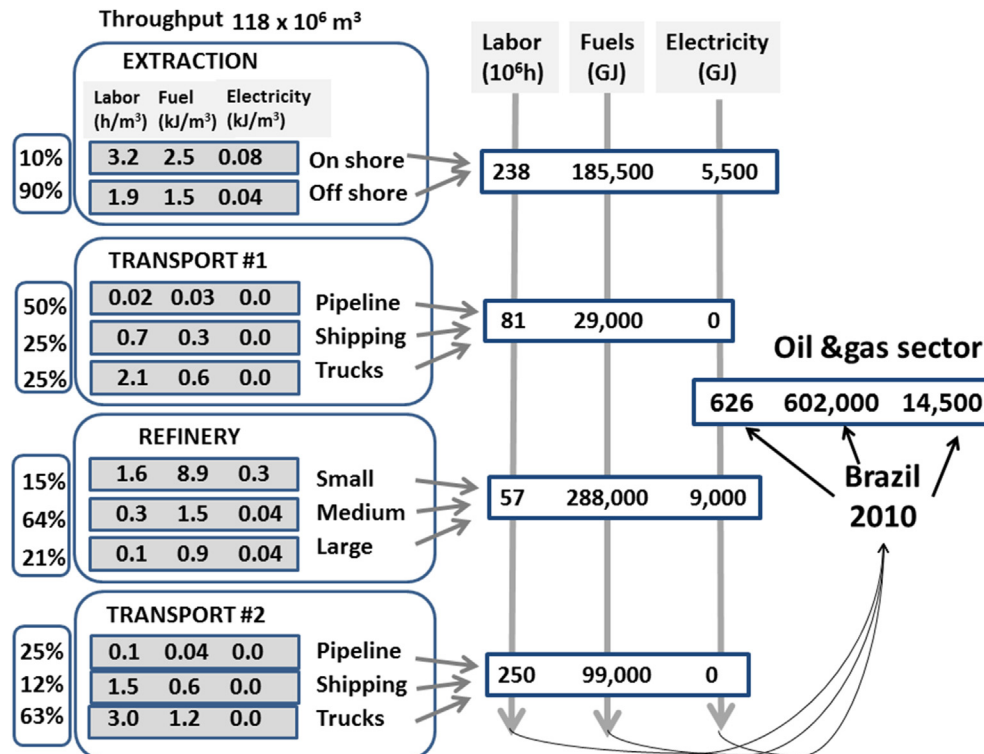 Throughput 118 x 10⁶ m³
EXTRACTION
Labor Fuel Electricity
(h/m³) (kJ/m³) (kJ/m³)
10% 3.2 2.5 0.08 On shore
90% 1.9 1.5 0.04 Off shore
TRANSPORT #1
50% 0.02 0.03 0.0 Pipeline
25% 0.7 0.3 0.0 Shipping
25% 2.1 0.6 0.0 Trucks
REFINERY
15% 1.6 8.9 0.3 Small
64% 0.3 1.5 0.04 Medium
21% 0.1 0.9 0.04 Large
TRANSPORT #2
25% 0.1 0.04 0.0 Pipeline
12% 1.5 0.6 0.0 Shipping
63% 3.0 1.2 0.0 Trucks
Labor Fuels Electricity
(10⁶h) (GJ) (GJ)
238 185,500 5,500
81 29,000 0
57 288,000 9,000
250 99,000 0
Oil &gas sector
626 602,000 14,500
Brazil
2010